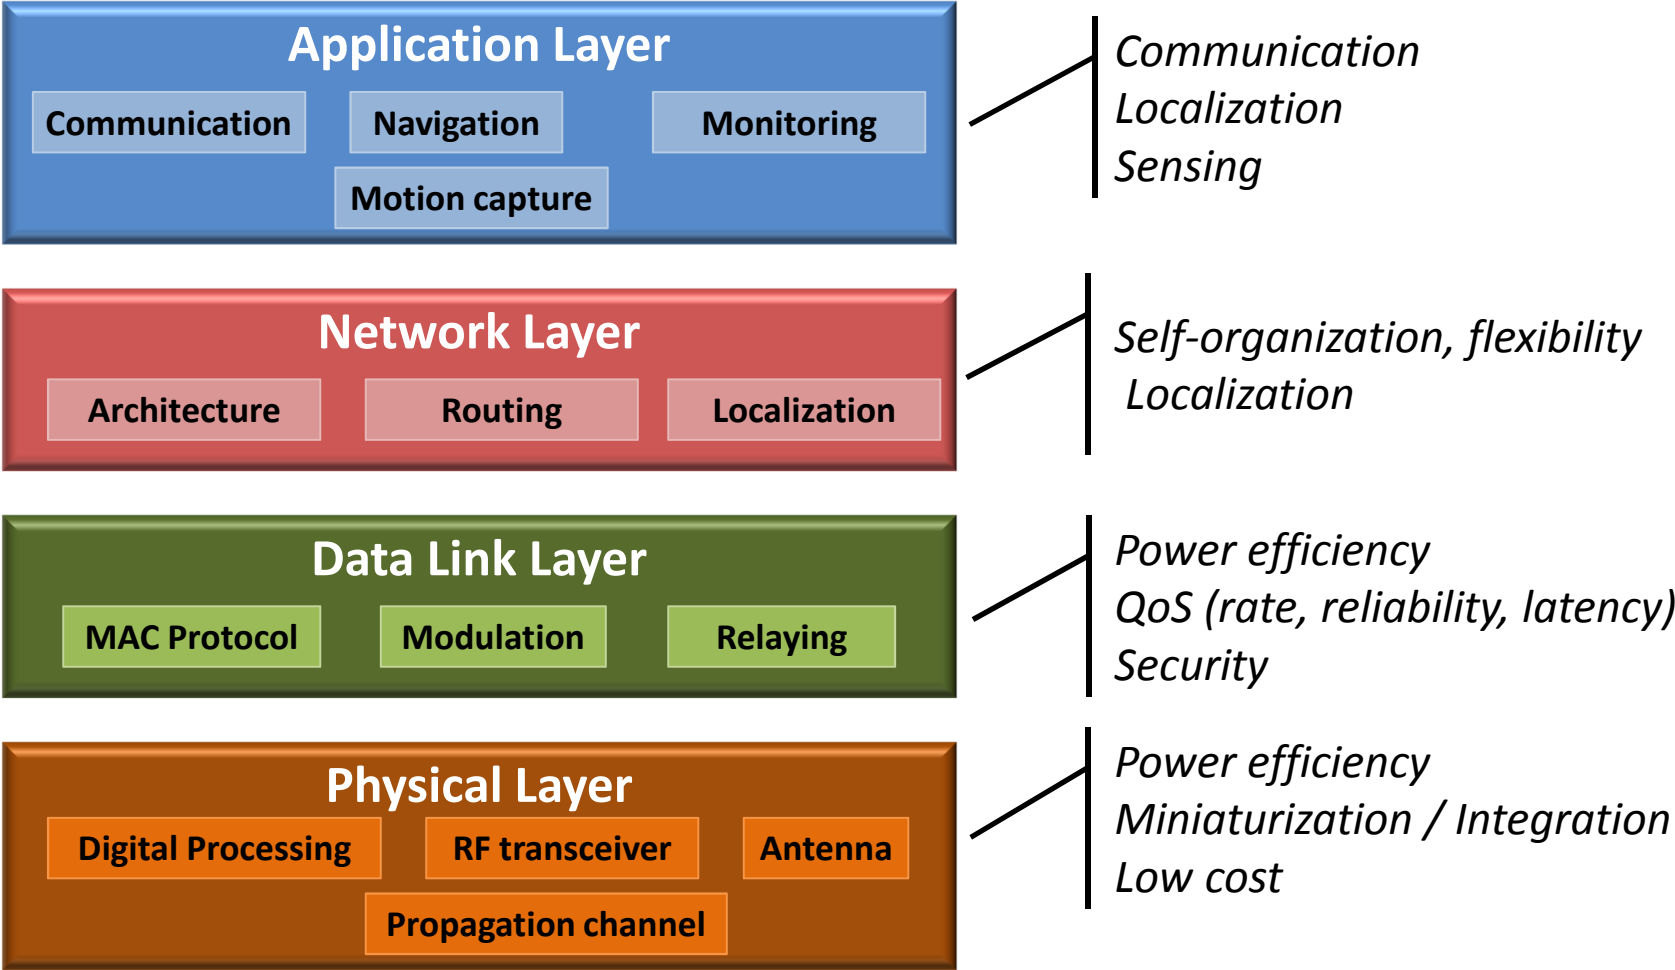 Application Layer
Communication
Navigation
Monitoring
Motion capture
Communication
Localization
Sensing
Network Layer
Architecture
Routing
Localization
Self-organization, flexibility
Localization
Data Link Layer
MAC Protocol
Modulation
Relaying
Power efficiency
QoS (rate, reliability, latency)
Security
Physical Layer
Digital Processing
RF transceiver
Antenna
Propagation channel
Power efficiency
Miniaturization / Integration
Low cost